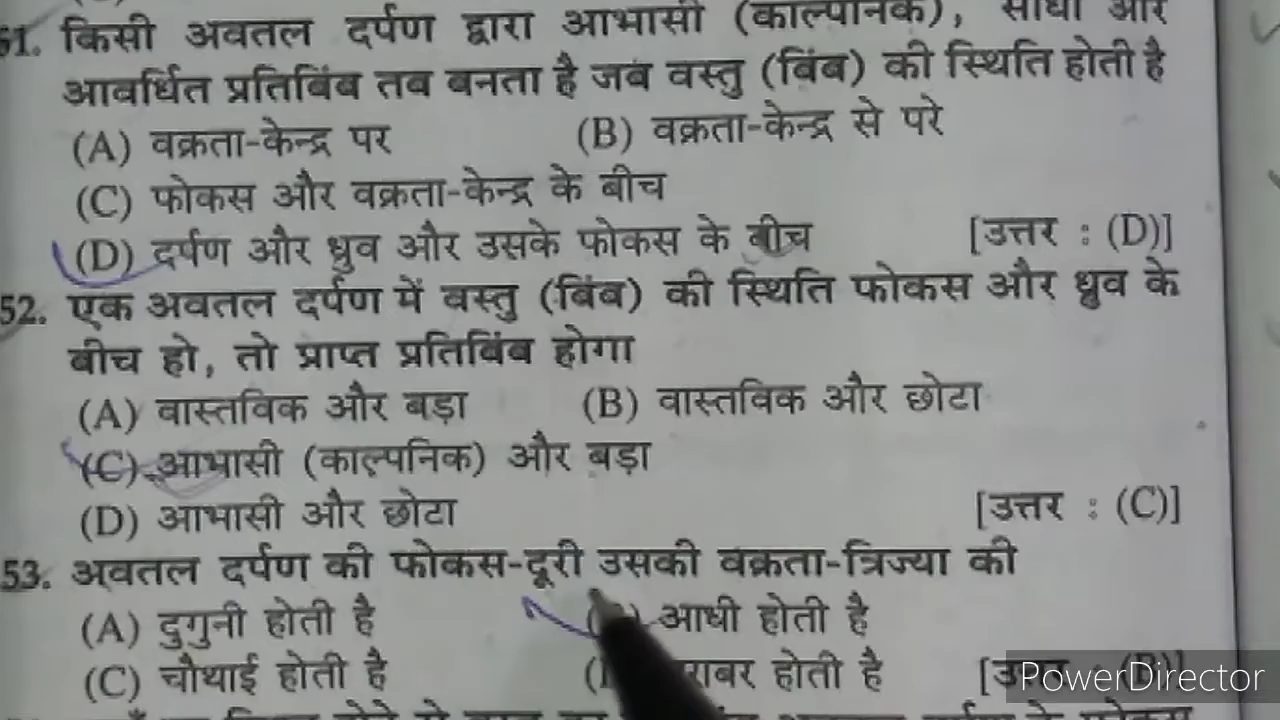 51. किसी अवतल दर्पण द्वारा आभासी (काल्पनिक), सीधा और
आवर्धित प्रतिबिंब तब बनता है जब वस्तु (बिंब) की स्थिति होती है
(A) वक्रता-केन्द्र पर (B) वक्रता-केन्द्र से परे
(C) फोकस और वक्रता-केन्द्र के बीच
(D) दर्पण और ध्रुव और उसके फोकस के बीच [उत्तर : (D)]
52. एक अवतल दर्पण में वस्तु (बिंब) की स्थिति फोकस और ध्रुव के
बीच हो, तो प्राप्त प्रतिबिंब होगा
(A) वास्तविक और बड़ा (B) वास्तविक और छोटा
(C) आभासी (काल्पनिक) और बड़ा
(D) आभासी और छोटा [उत्तर : (C)]
53. अवतल दर्पण की फोकस-दूरी उसकी वक्रता-त्रिज्या की
(A) दुगुनी होती है आधी होती है
(C) चौथाई होती है होती है
PowerDirector